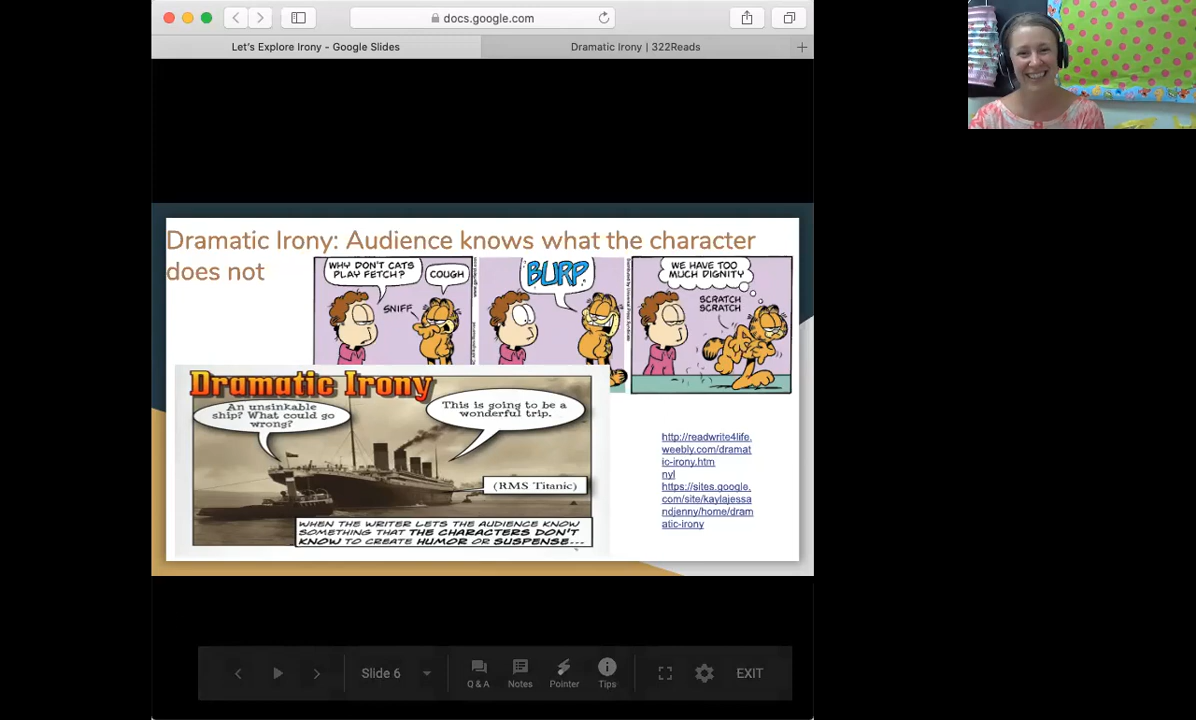 docs.google.com
Let's Explore Irony - Google Slides
Dramatic Irony | 322Reads
Dramatic Irony: Audience knows what the character
does not
WHY DON'T CATS
PLAY FETCH?
COUGH
SNIFF
BURP
WE HAVE TOO
MUCH DIGNITY
SCRATCH
SCRATCH
Dramatic Irony
An unsinkable
ship? What could go
wrong?
This is going to be a
wonderful trip.
(RMS Titanic)
WHEN THE WRITER LETS THE AUDIENCE KNOW
SOMETHING THAT THE CHARACTERS DON'T
KNOW TO CREATE HUMOR OR SUSPENSE...
http://readwrite4life.
weebly.com/dramat
ic-irony.htm
nyl
https://sites.google.
com/site/kaylajessa
ndjenny/home/dram
atic-irony
Slide 6
Q & A
Notes
Pointer
Tips
EXIT